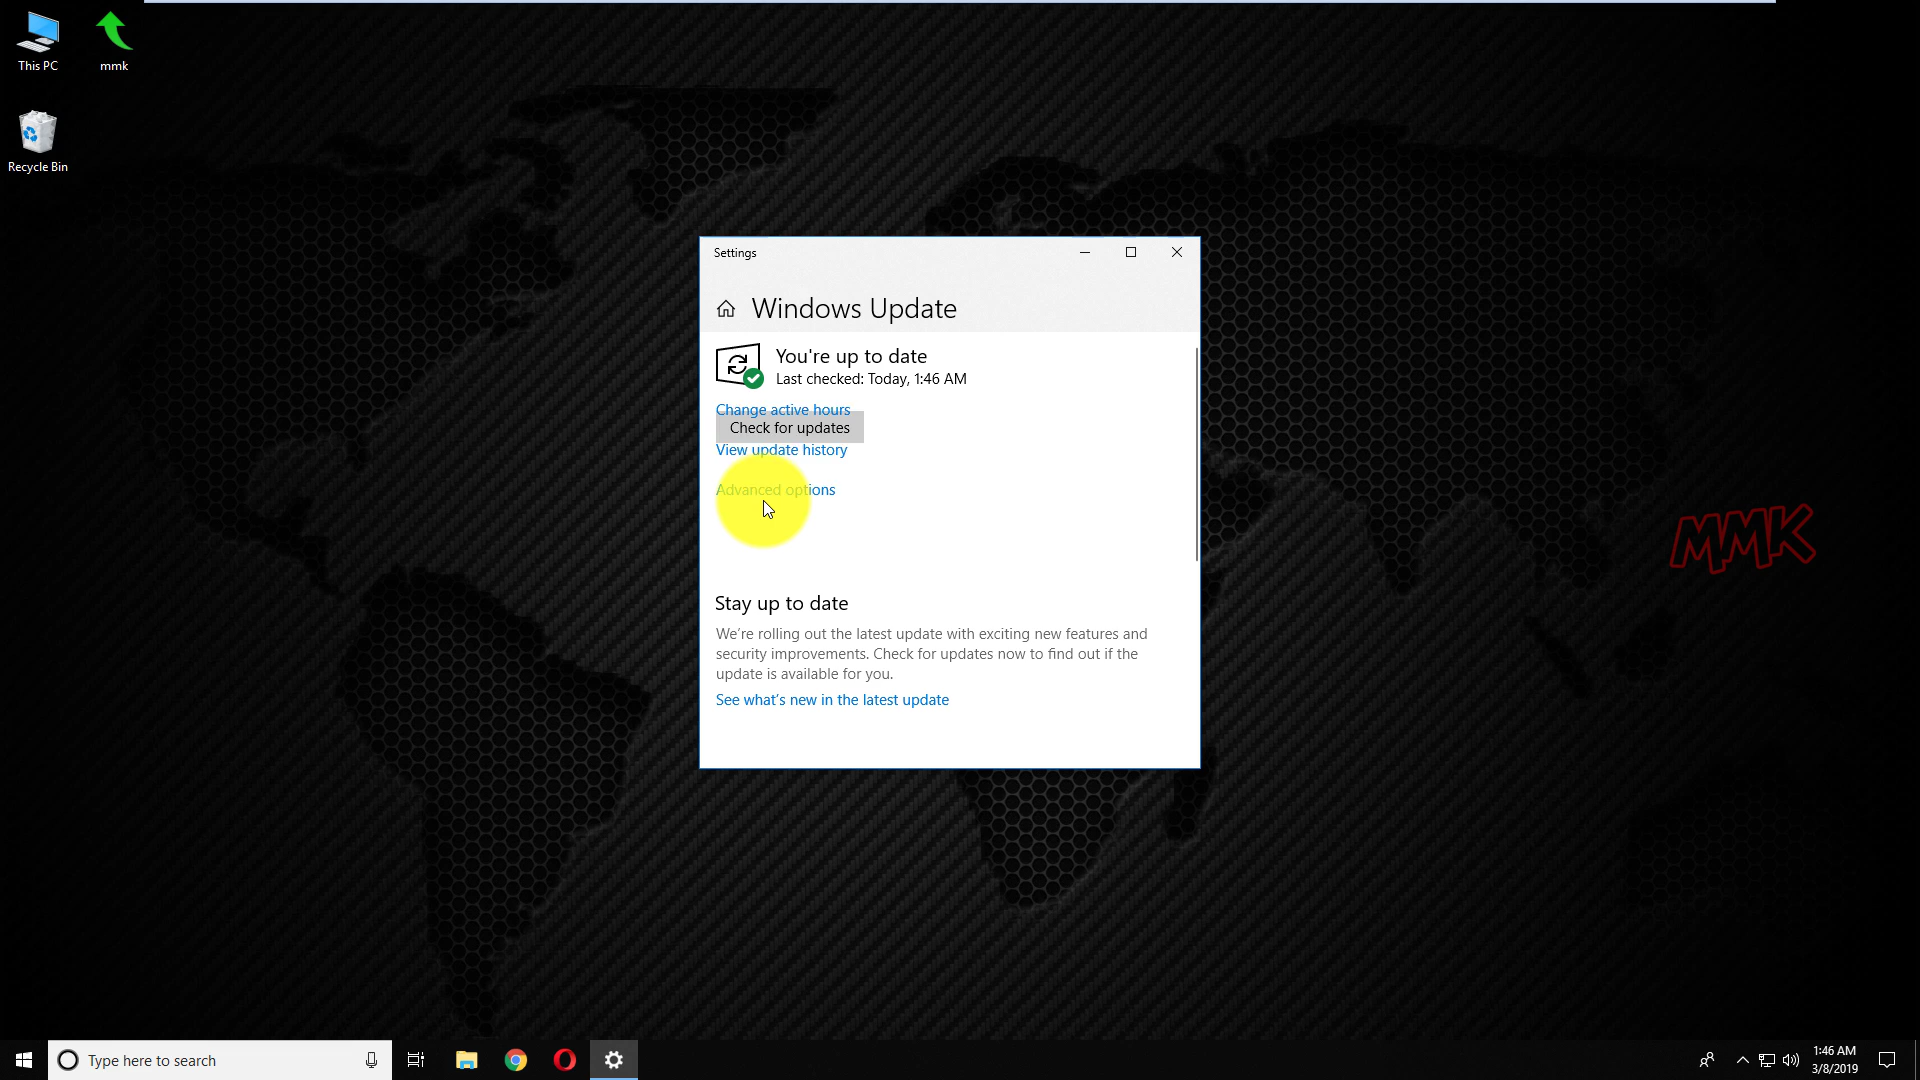 This PC
mmk
Recycle Bin
Settings
Windows Update
You're up to date
Last checked: Today, 1:46 AM
Change active hours
Check for updates
View update history
Advanced options
Stay up to date
We're rolling out the latest update with exciting new features and
security improvements. Check for updates now to find out if the
update is available for you.
See what's new in the latest update
MMK
Type here to search
1:46 AM
3/8/2019